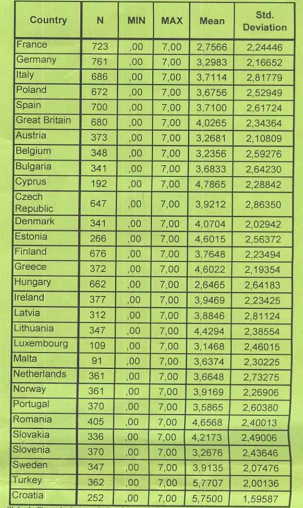 Country N MIN MAX Mean Std. Deviation
France 723 ,00 7,00 2,7566 2,24446
Germany 761 ,00 7,00 3,2983 2,16652
Italy 686 ,00 7,00 3,7114 2,81779
Poland 672 ,00 7,00 3,6756 2,52949
Spain 700 ,00 7,00 3,7100 2,61724
Great Britain 680 ,00 7,00 4,0265 2,34364
Austria 373 ,00 7,00 3,2681 2,10809
Belgium 348 ,00 7,00 3,2356 2,59276
Bulgaria 341 ,00 7,00 3,6833 2,64230
Cyprus 192 ,00 7,00 4,7865 2,28842
Czech Republic 647 ,00 7,00 3,9212 2,86350
Denmark 341 ,00 7,00 4,0704 2,02942
Estonia 266 ,00 7,00 4,6015 2,56372
Finland 676 ,00 7,00 3,7648 2,23494
Greece 372 ,00 7,00 4,6022 2,19354
Hungary 662 ,00 7,00 2,6465 2,64183
Ireland 377 ,00 7,00 3,9469 2,23425
Latvia 312 ,00 7,00 3,8846 2,81124
Lithuania 347 ,00 7,00 4,4294 2,38554
Luxembourg 109 ,00 7,00 3,1468 2,46015
Malta 91 ,00 7,00 3,6374 2,30225
Netherlands 361 ,00 7,00 3,6648 2,73275
Norway 361 ,00 7,00 3,9169 2,26906
Portugal 370 ,00 7,00 3,5865 2,60380
Romania 405 ,00 7,00 4,6568 2,40013
Slovakia 336 ,00 7,00 4,2173 2,49006
Slovenia 370 ,00 7,00 3,2676 2,43646
Sweden 347 ,00 7,00 3,9135 2,07476
Turkey 362 ,00 7,00 5,7707 2,00136
Croatia 252 ,00 7,00 5,7500 1,59587